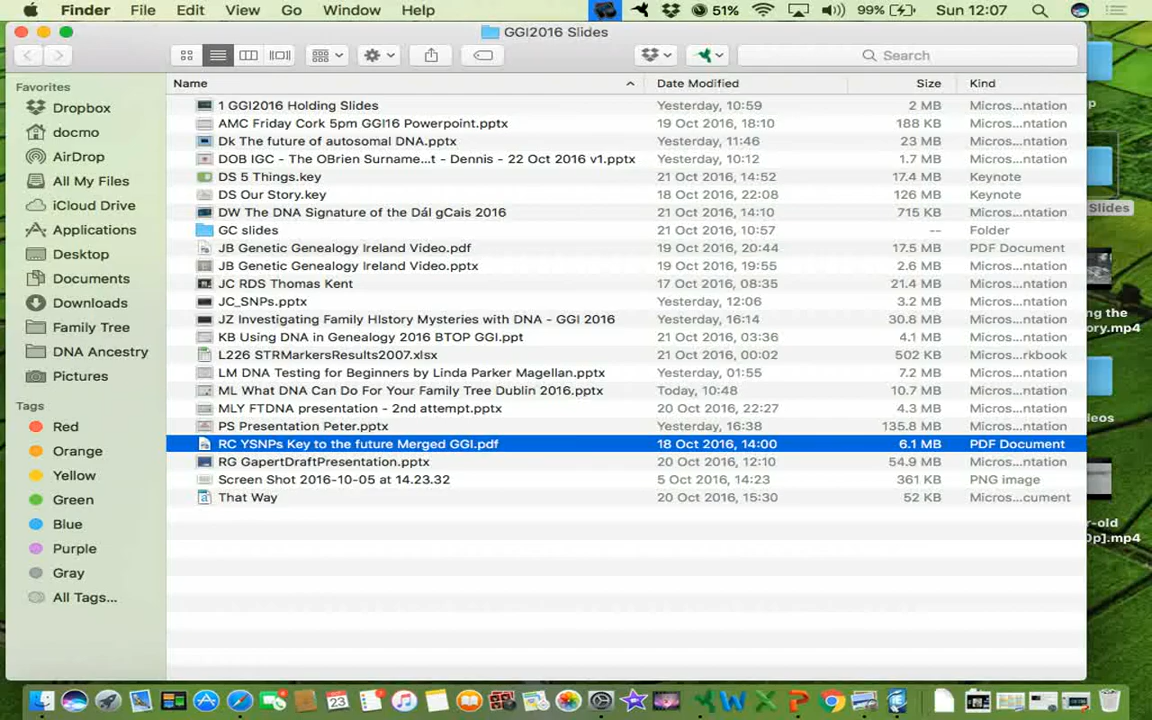 Finder File Edit View Go Window Help 51% 99% Sun 12:07
GGI2016 Slides
Search
Favorites
Dropbox
docmo
AirDrop
All My Files
iCloud Drive
Applications
Desktop
Documents
Downloads
Family Tree
DNA Ancestry
Pictures
Tags
Red
Orange
Yellow
Green
Blue
Purple
Gray
All Tags...
Name Date Modified Size Kind
1 GGI2016 Holding Slides Yesterday, 10:59 2 MB Micros...ntation
AMC Friday Cork 5pm GGI16 Powerpoint.pptx 19 Oct 2016, 18:10 188 KB Micros...ntation
Dk The future of autosomal DNA.pptx Yesterday, 11:46 23 MB Micros...ntation
DOB IGC - The OBrien Surname...t - Dennis - 22 Oct 2016 v1.pptx Yesterday, 10:12 1.7 MB Micros...ntation
DS 5 Things.key 21 Oct 2016, 14:52 17.4 MB Keynote
DS Our Story.key 18 Oct 2016, 22:08 126 MB Keynote
DW The DNA Signature of the Dál gCais 2016 21 Oct 2016, 14:10 715 KB Micros...ntation
GC slides 21 Oct 2016, 10:57 -- Folder
JB Genetic Genealogy Ireland Video.pdf 19 Oct 2016, 20:44 17.5 MB PDF Document
JB Genetic Genealogy Ireland Video.pptx 19 Oct 2016, 19:55 2.6 MB Micros...ntation
JC RDS Thomas Kent 17 Oct 2016, 08:35 21.4 MB Micros...ntation
JC_SNPs.pptx Yesterday, 12:06 3.2 MB Micros...ntation
JZ Investigating Family HIstory Mysteries with DNA - GGI 2016 Yesterday, 16:14 30.8 MB Micros...ntation
KB Using DNA in Genealogy 2016 BTOP GGI.ppt 21 Oct 2016, 03:36 4.1 MB Micros...ntation
L226 STRMarkersResults2007.xlsx 21 Oct 2016, 00:02 502 KB Micros...rkbook
LM DNA Testing for Beginners by Linda Parker Magellan.pptx Yesterday, 01:55 7.2 MB Micros...ntation
ML What DNA Can Do For Your Family Tree Dublin 2016.pptx Today, 10:48 10.7 MB Micros...ntation
MLY FTDNA presentation - 2nd attempt.pptx 20 Oct 2016, 22:27 4.3 MB Micros...ntation
PS Presentation Peter.pptx Yesterday, 16:38 135.8 MB Micros...ntation
RC YSNPs Key to the future Merged GGI.pdf 18 Oct 2016, 14:00 6.1 MB PDF Document
RG GapertDraftPresentation.pptx 20 Oct 2016, 12:10 54.9 MB Micros...ntation
Screen Shot 2016-10-05 at 14.23.32 5 Oct 2016, 14:23 361 KB PNG image
That Way 20 Oct 2016, 15:30 52 KB Micros...cument
p
Slides
ng the
ory.mp4
eos
r-old
0p].mp4
23